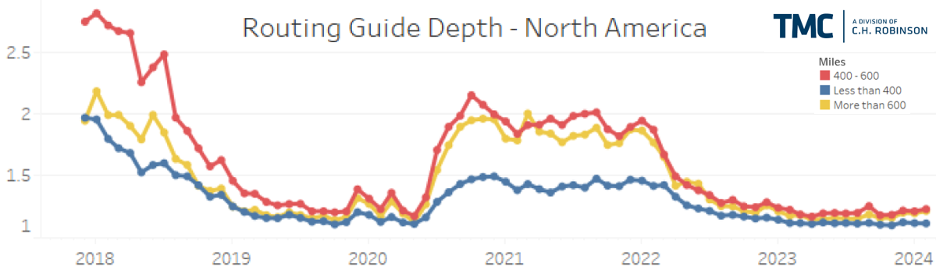 Routing Guide Depth - North America
TMC
A DIVISION OF
C.H. ROBINSON
Miles
400 - 600
Less than 400
More than 600
2.5
2
1.5
1
2018 2019 2020 2021 2022 2023 2024